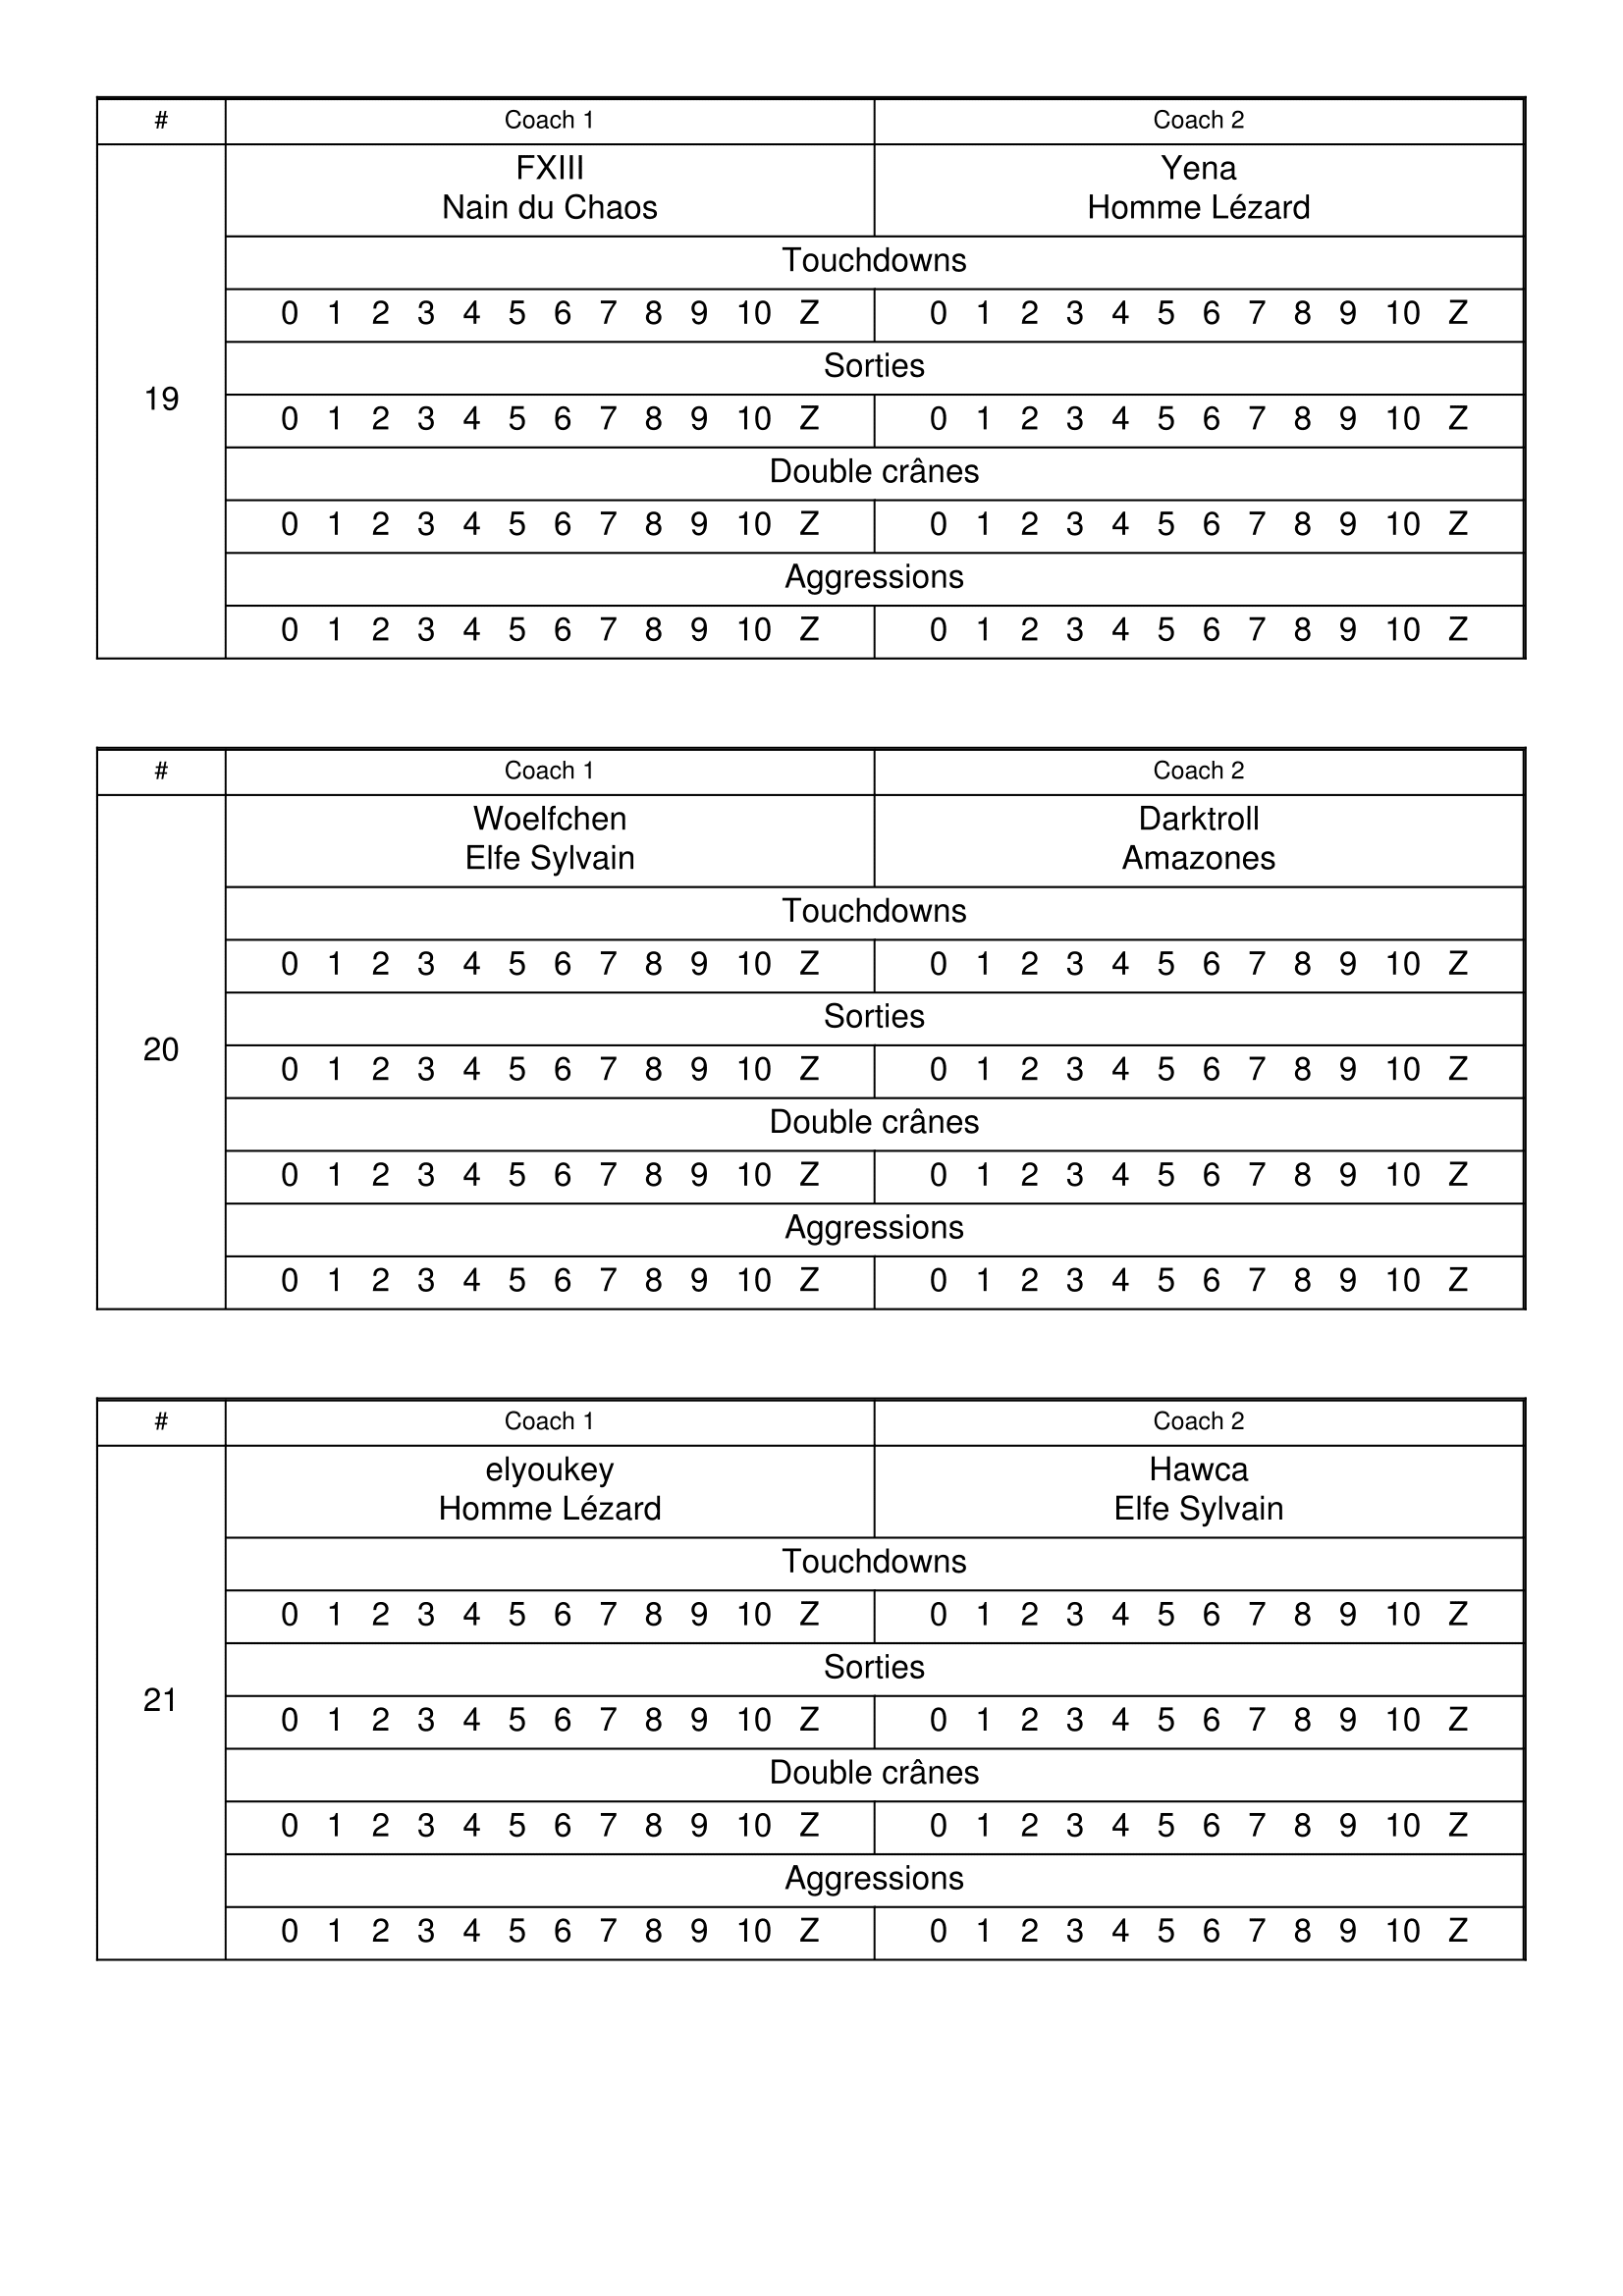 # Coach 1 Coach 2
FXIII Yena
Nain du Chaos Homme Lézard
Touchdowns
0 1 2 3 4 5 6 7 8 9 10 Z 0 1 2 3 4 5 6 7 8 9 10 Z
Sorties
19
0 1 2 3 4 5 6 7 8 9 10 Z 0 1 2 3 4 5 6 7 8 9 10 Z
Double crânes
0 1 2 3 4 5 6 7 8 9 10 Z 0 1 2 3 4 5 6 7 8 9 10 Z
Aggressions
0 1 2 3 4 5 6 7 8 9 10 Z 0 1 2 3 4 5 6 7 8 9 10 Z
# Coach 1 Coach 2
Woelfchen Darktroll
Elfe Sylvain Amazones
Touchdowns
0 1 2 3 4 5 6 7 8 9 10 Z 0 1 2 3 4 5 6 7 8 9 10 Z
Sorties
20
0 1 2 3 4 5 6 7 8 9 10 Z 0 1 2 3 4 5 6 7 8 9 10 Z
Double crânes
0 1 2 3 4 5 6 7 8 9 10 Z 0 1 2 3 4 5 6 7 8 9 10 Z
Aggressions
0 1 2 3 4 5 6 7 8 9 10 Z 0 1 2 3 4 5 6 7 8 9 10 Z
# Coach 1 Coach 2
elyoukey Hawca
Homme Lézard Elfe Sylvain
Touchdowns
0 1 2 3 4 5 6 7 8 9 10 Z 0 1 2 3 4 5 6 7 8 9 10 Z
Sorties
21
0 1 2 3 4 5 6 7 8 9 10 Z 0 1 2 3 4 5 6 7 8 9 10 Z
Double crânes
0 1 2 3 4 5 6 7 8 9 10 Z 0 1 2 3 4 5 6 7 8 9 10 Z
Aggressions
0 1 2 3 4 5 6 7 8 9 10 Z 0 1 2 3 4 5 6 7 8 9 10 Z